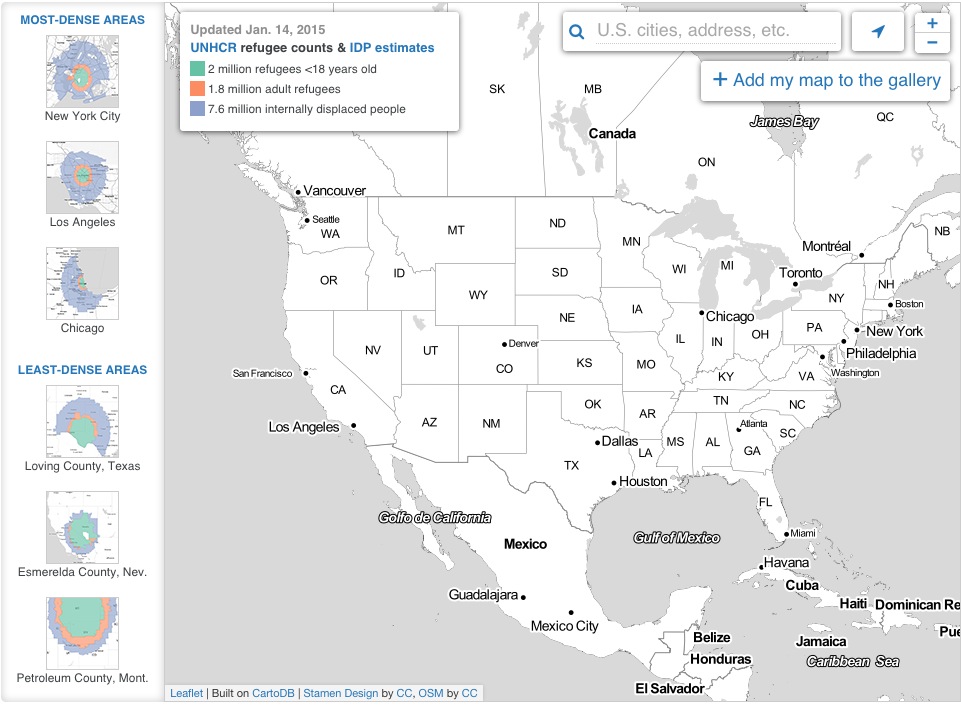 MOST-DENSE AREAS
New York City
Los Angeles
Chicago
LEAST-DENSE AREAS
Loving County, Texas
Esmerelda County, Nev.
Petroleum County, Mont.
Updated Jan. 14, 2015
UNHCR refugee counts & IDP estimates
2 million refugees <18 years old
1.8 million adult refugees
7.6 million internally displaced people
U.S. cities, address, etc.
+
−
+ Add my map to the gallery
SK
MB
Canada
James Bay
QC
ON
Vancouver
Seattle
WA
MT
ND
MN
NB
Montréal
OR
ID
SD
WI
MI
Toronto
NH
WY
NY
Boston
IA
NE
Chicago
PA
New York
NV
UT
Denver
IL
IN
OH
Philadelphia
San Francisco
CO
KS
MO
KY
VA
Washington
CA
TN
NC
OK
AR
Los Angeles
AZ
NM
Atlanta
SC
Dallas
MS
AL
GA
LA
TX
Houston
FL
Golfo de California
Gulf of Mexico
Miami
Mexico
Havana
Cuba
Guadalajara
Haiti
Dominican Re
Mexico City
Pue
Belize
Jamaica
Honduras
Caribbean Sea
El Salvador
Leaflet | Built on CartoDB | Stamen Design by CC, OSM by CC